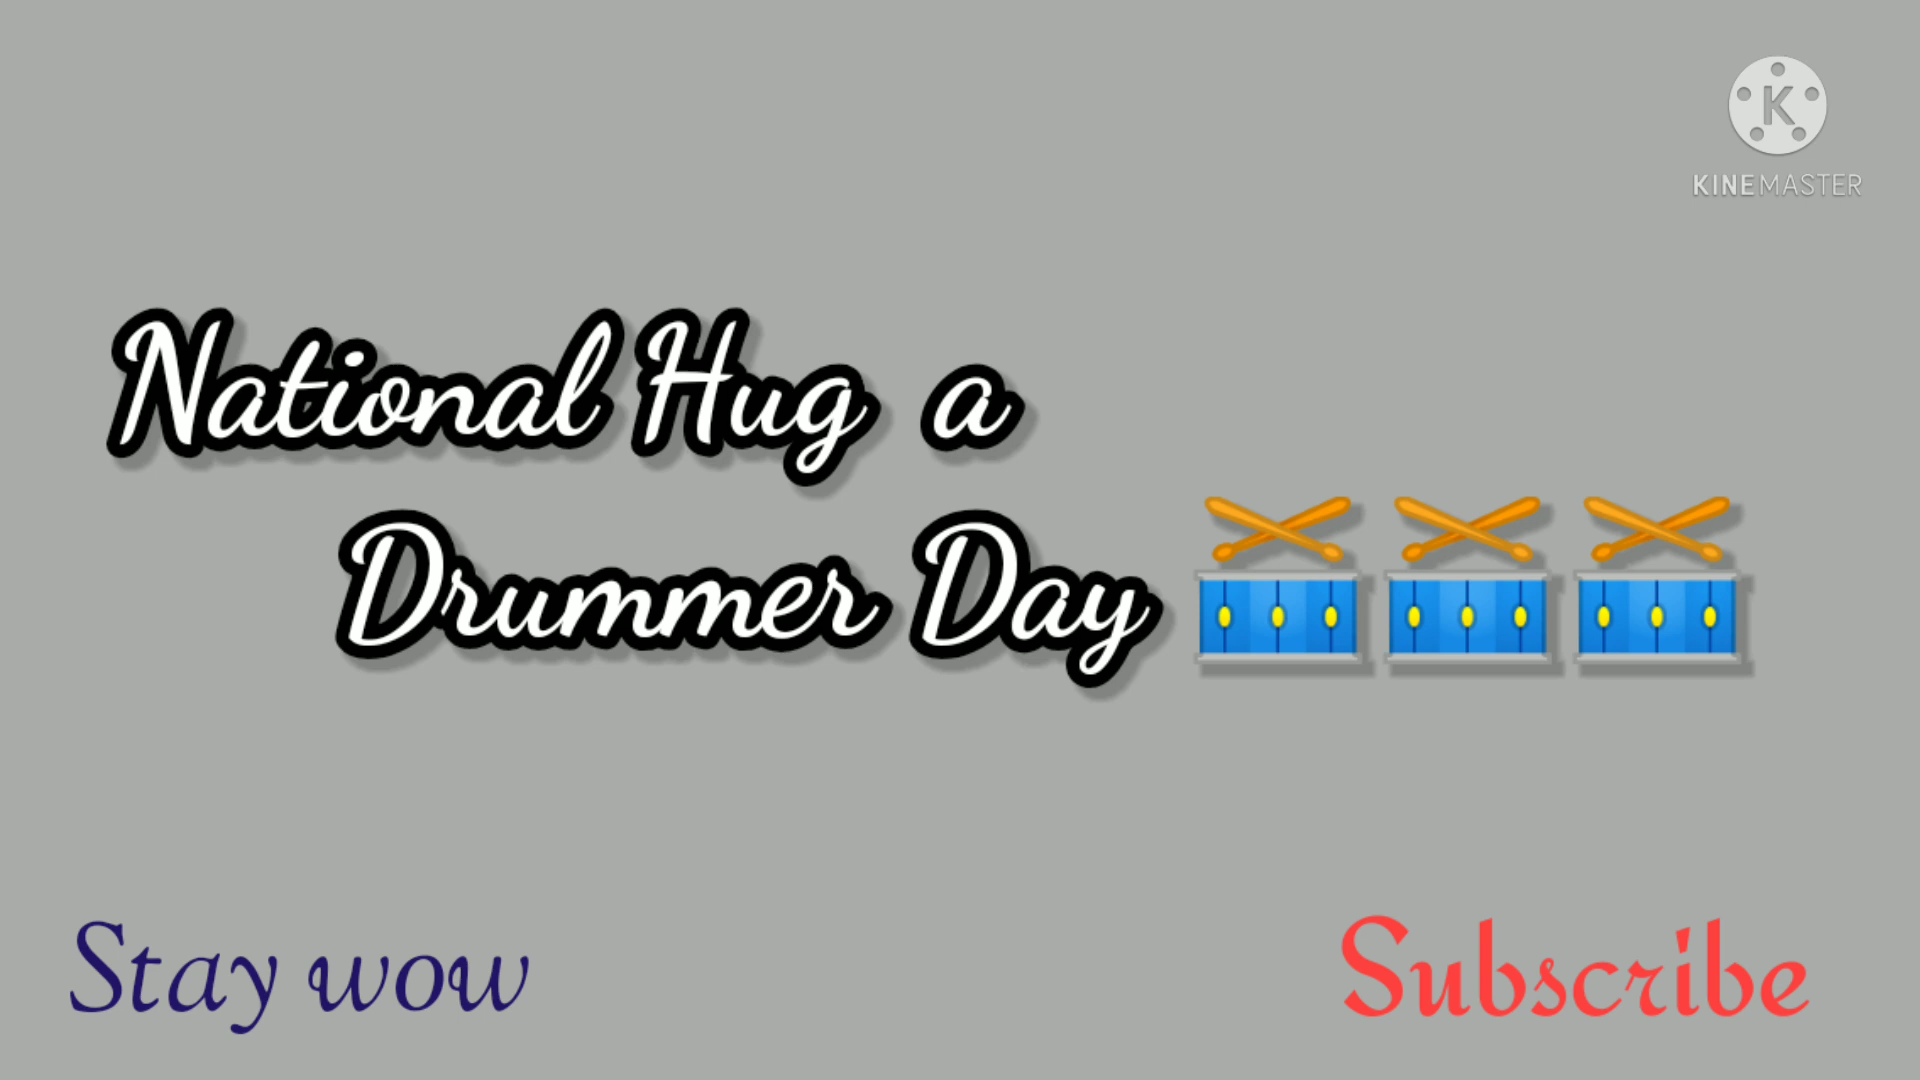 K
KINEMASTER
National Hug a
Drummer Day 🥁🥁🥁
Stay wow
Subscribe